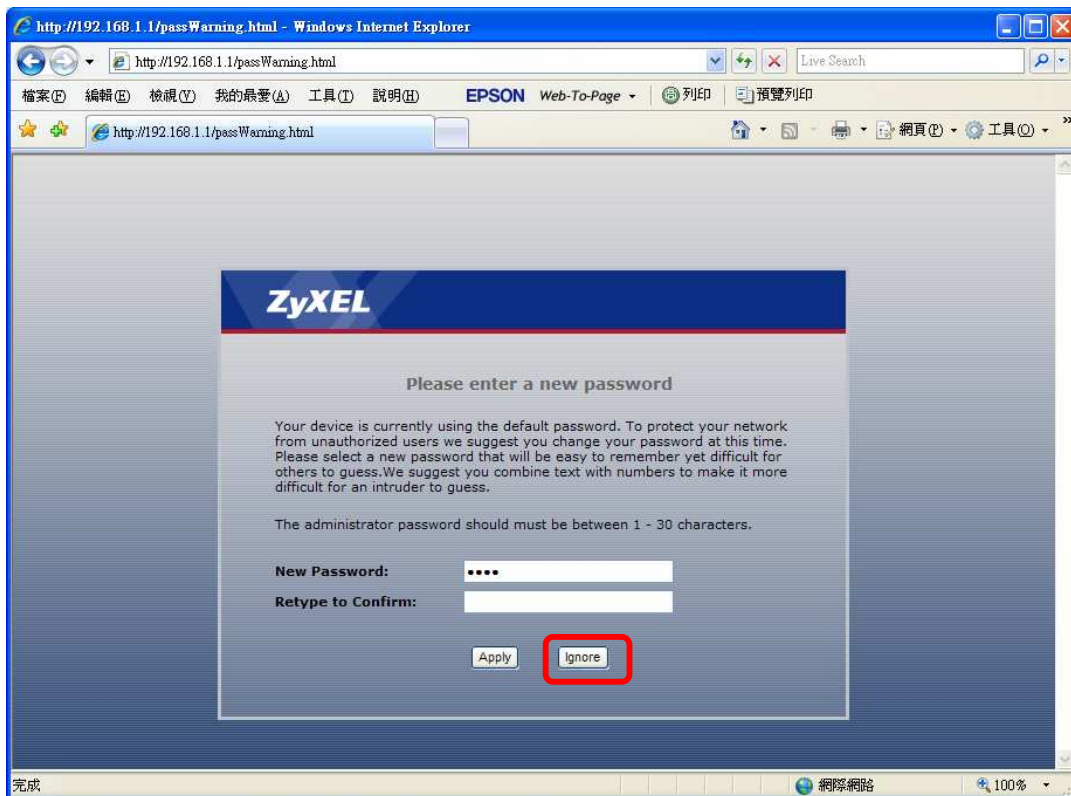 http://192.168.1.1/passWarning.html - Windows Internet Explorer
http://192.168.1.1/passWarning.html
Live Search
檔案(F) 編輯(E) 檢視(V) 我的最愛(A) 工具(T) 說明(H) EPSON Web-To-Page 列印 預覽列印
http://192.168.1.1/passWarning.html 網頁(P) 工具(O) »
ZyXEL
Please enter a new password
Your device is currently using the default password. To protect your network
from unauthorized users we suggest you change your password at this time.
Please select a new password that will be easy to remember yet difficult for
others to guess.We suggest you combine text with numbers to make it more
difficult for an intruder to guess.
The administrator password should must be between 1 - 30 characters.
New Password: ••••
Retype to Confirm:
Apply Ignore
完成 網際網路 100%